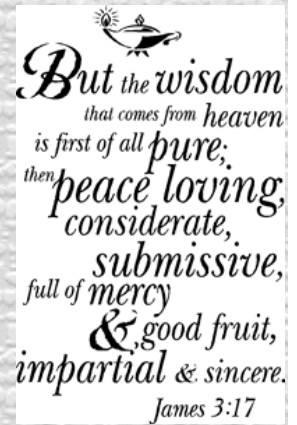 But the wisdom
that comes from heaven
is first of all pure;
then peace loving,
considerate,
submissive,
full of mercy
& good fruit,
impartial & sincere.
James 3:17